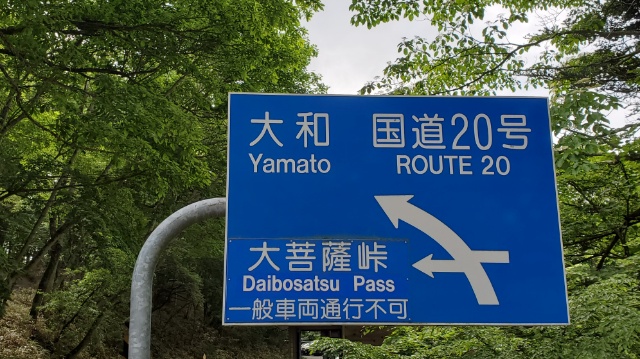 大和 国道20号
Yamato ROUTE 20
大菩薩峠
Daibosatsu Pass
一般車両通行不可